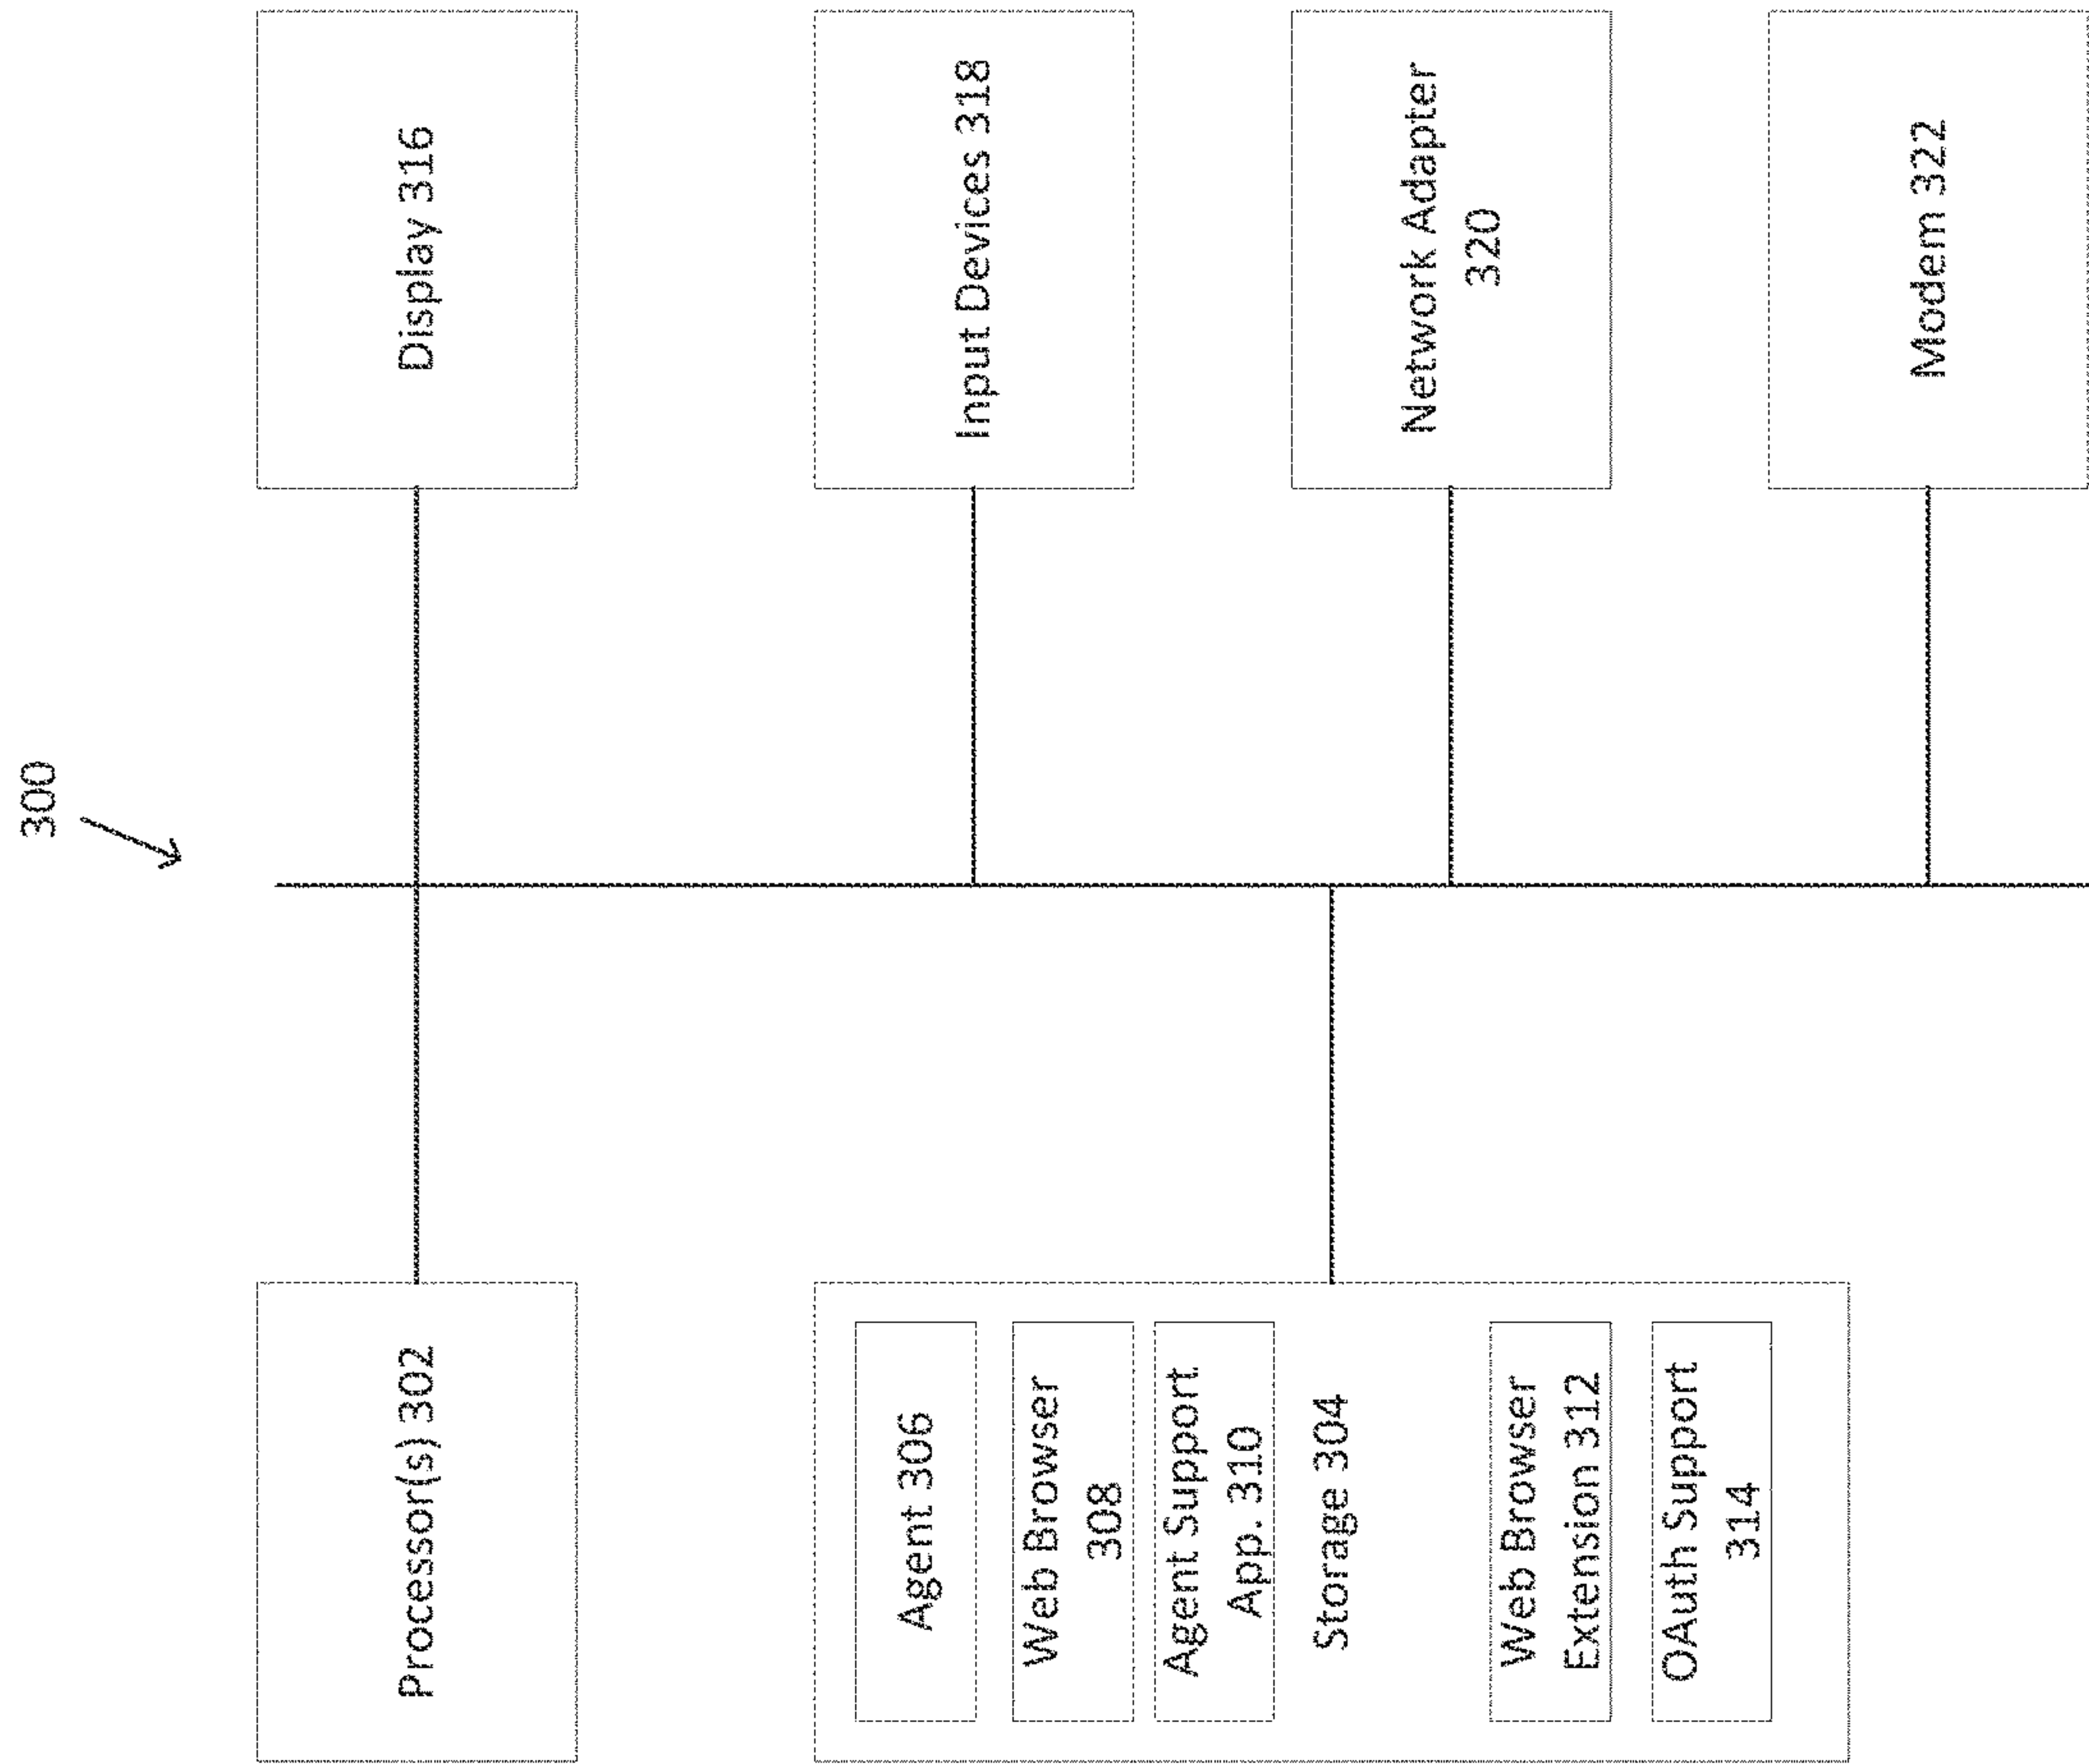 300
Processor(s) 302
Display 316
Agent 306
Web Browser
308
Agent Support
App. 310
Storage 304
Web Browser
Extension 312
OAuth Support
314
Input Devices 318
Network Adapter
320
Modem 322